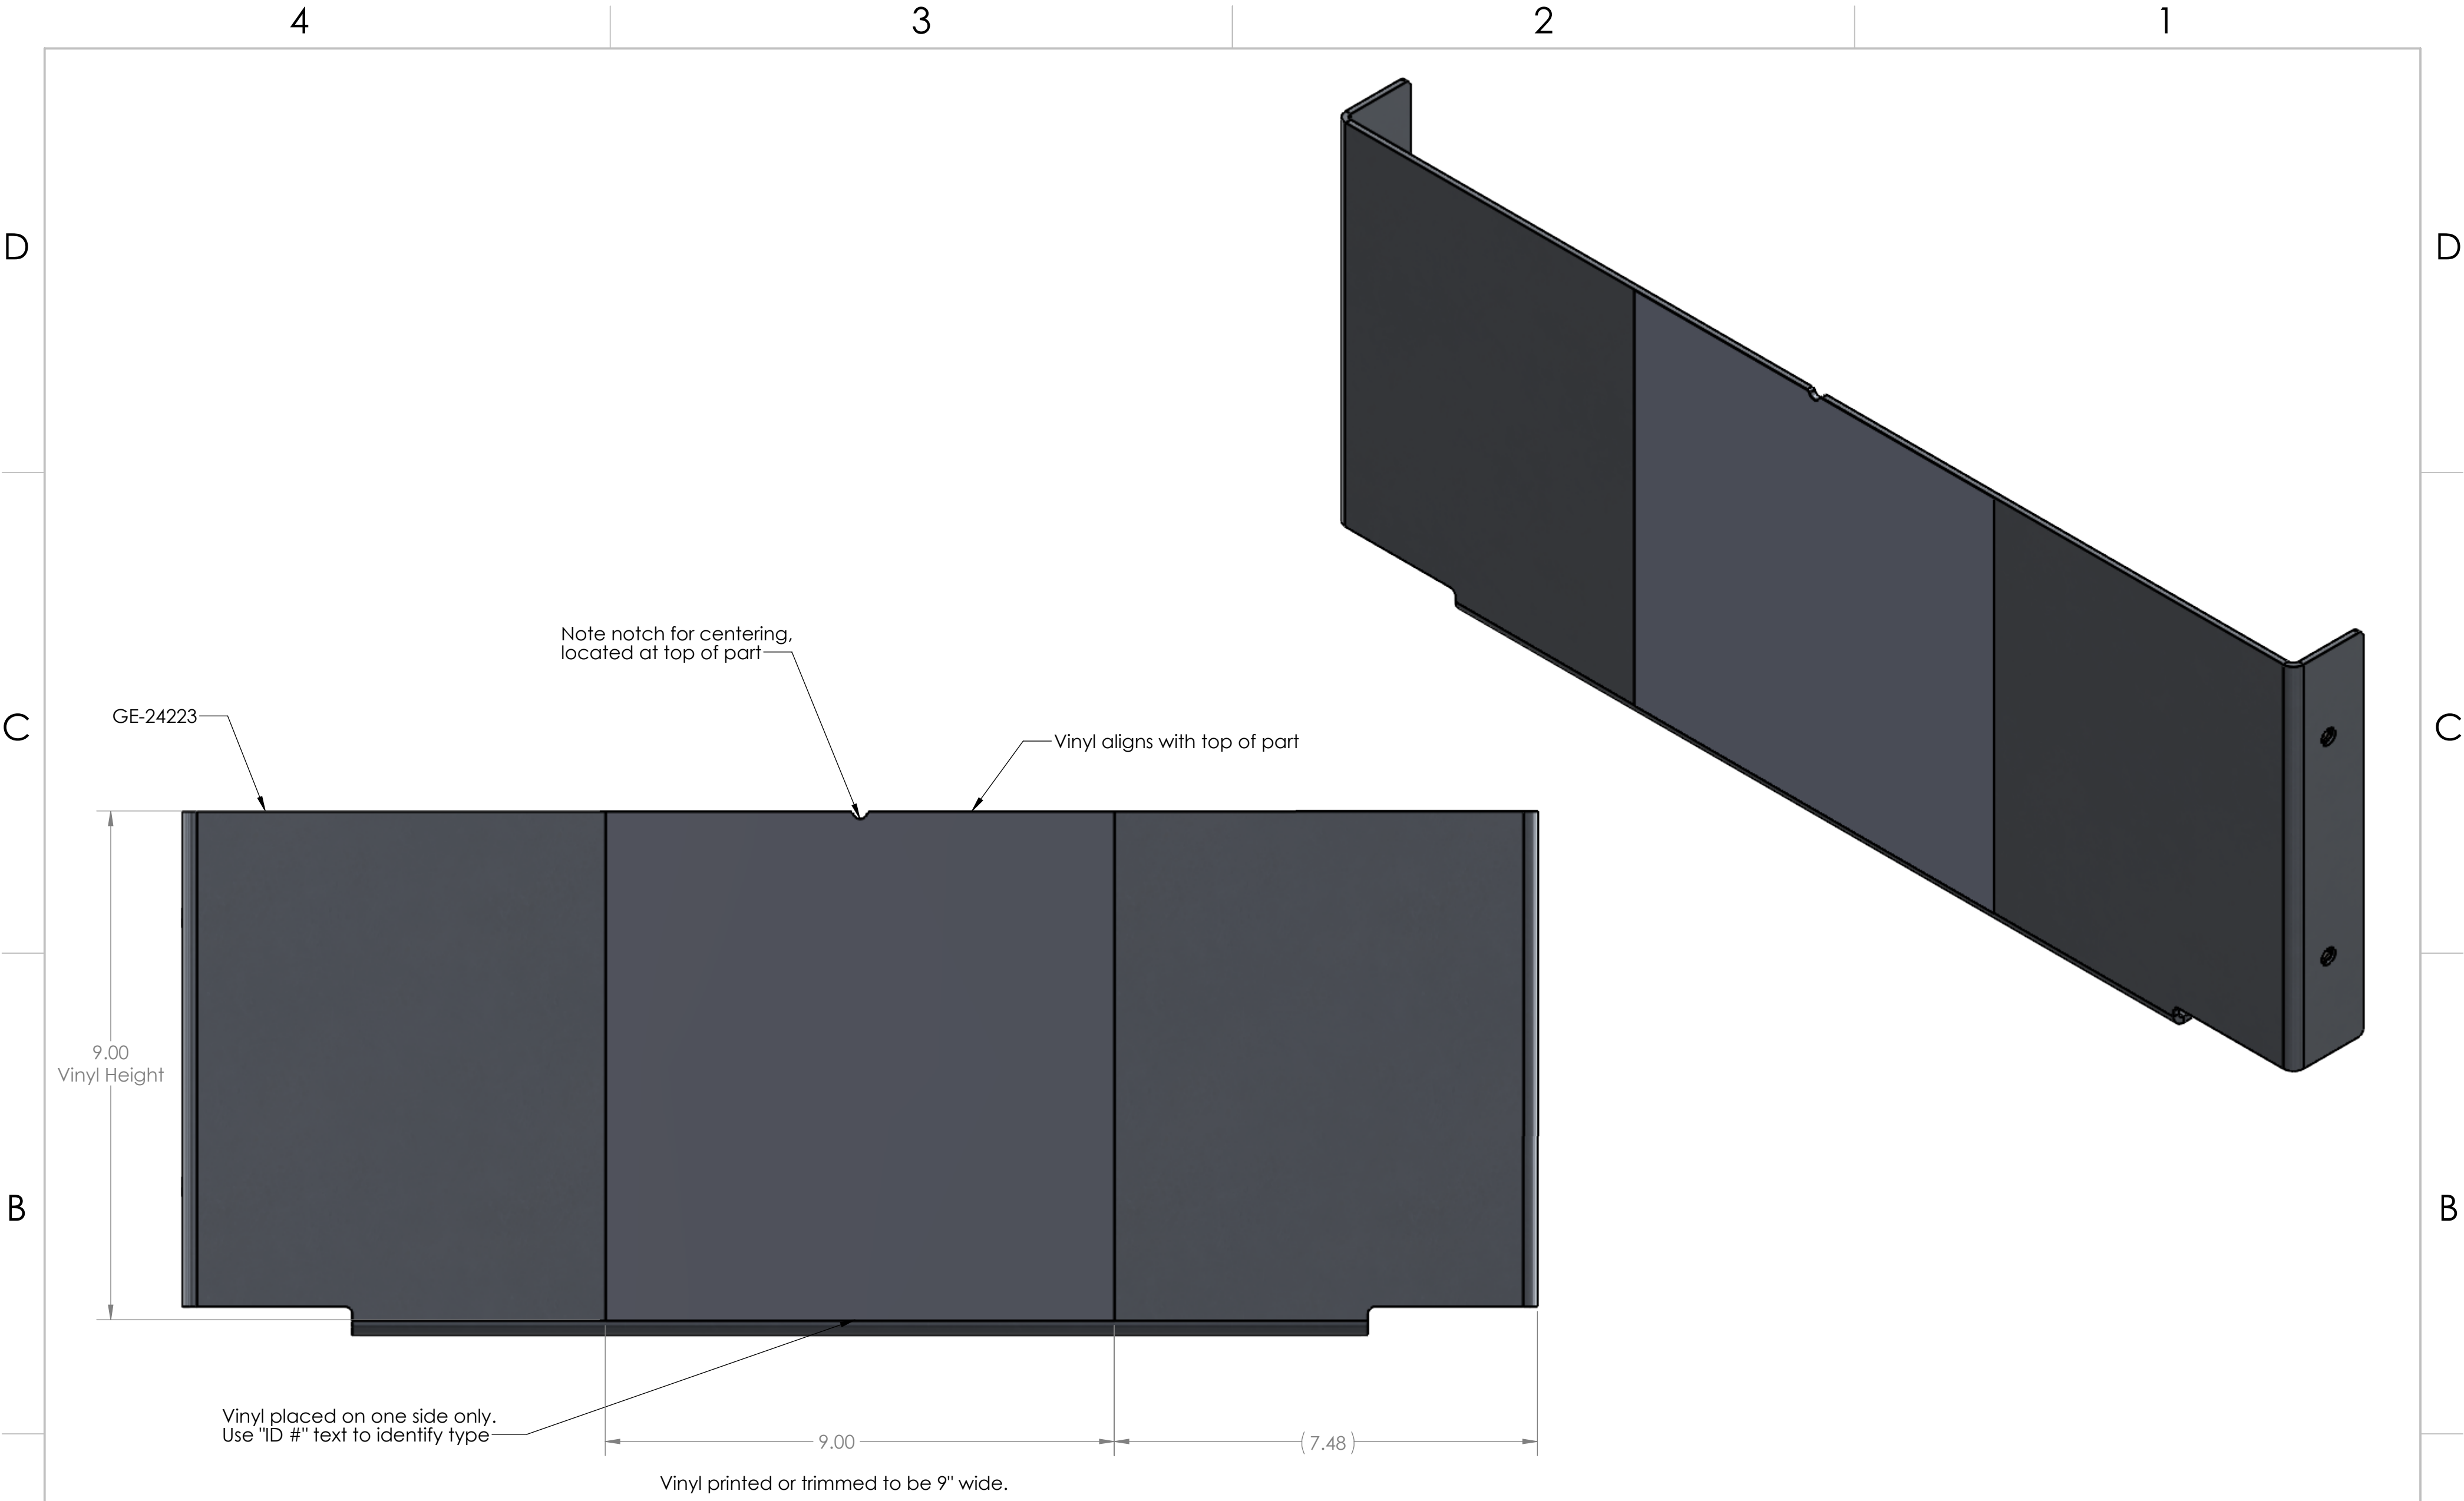 4 3 2 1
D D
Note notch for centering,
located at top of part
GE-24223
C C
Vinyl aligns with top of part
9.00
Vinyl Height
B B
Vinyl placed on one side only.
Use "ID #" text to identify type
9.00 (7.48)
Vinyl printed or trimmed to be 9" wide.